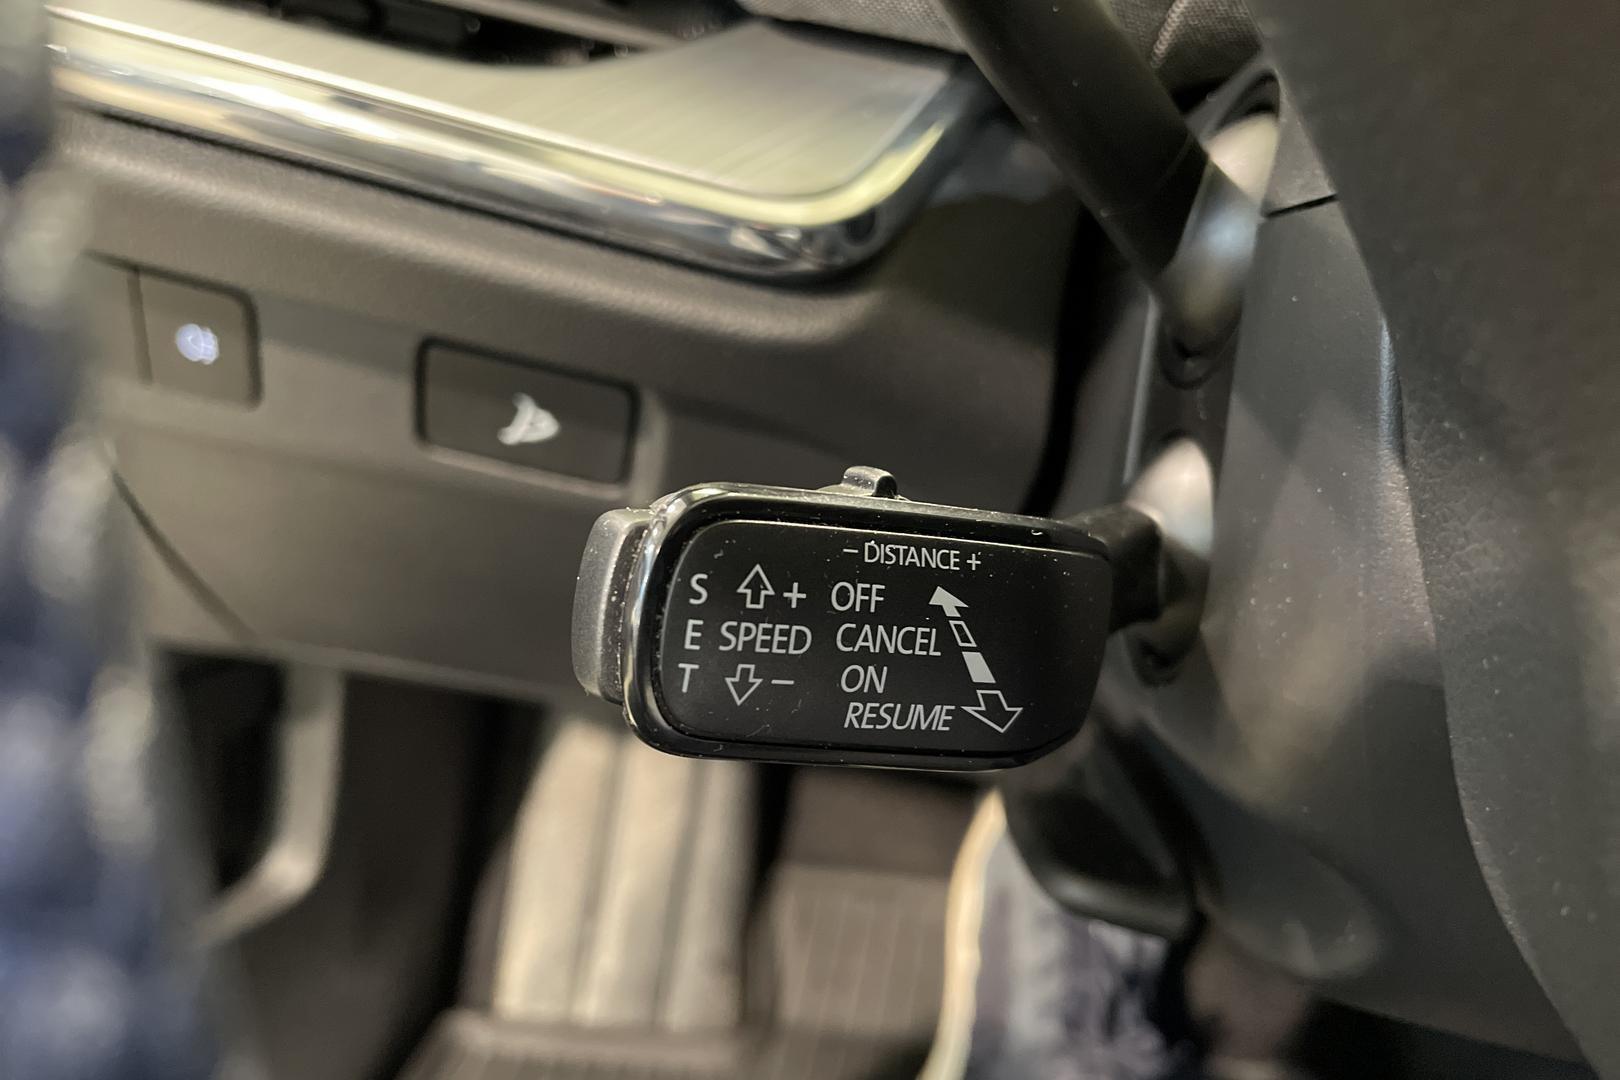 – DISTANCE +
S + OFF
E SPEED CANCEL
T – ON
RESUME